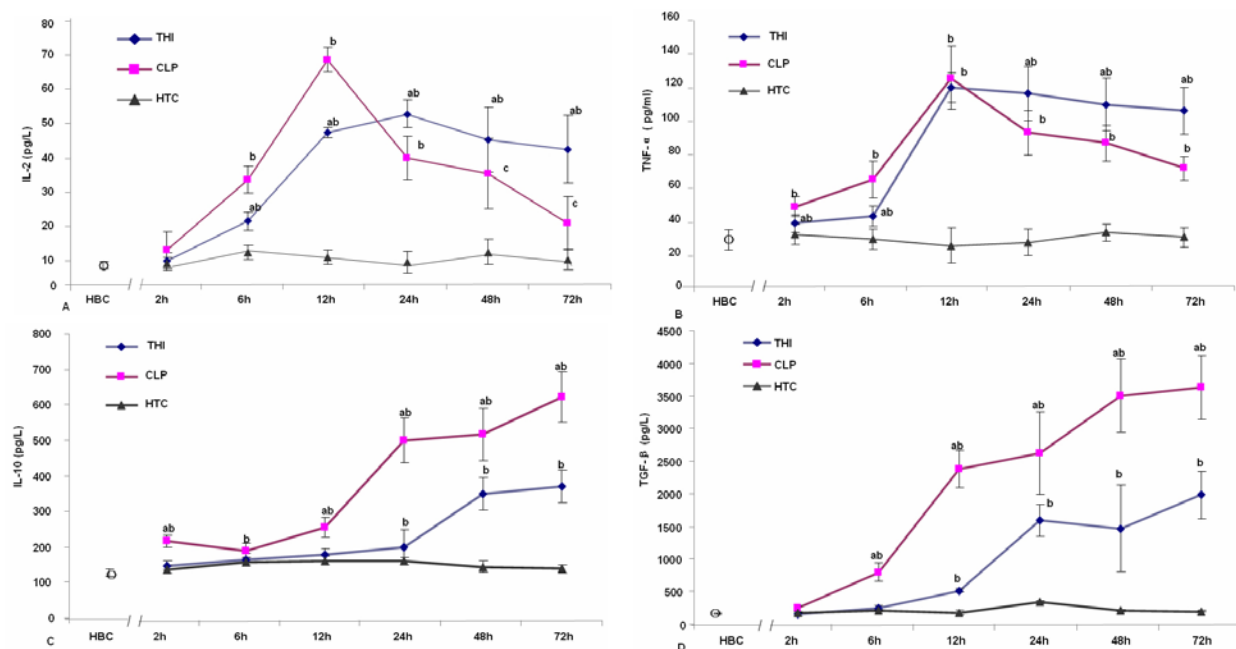 IL-2 (pg/L)
80
70
60
50
40
30
20
10
0
THI
CLP
HTC
b
b
ab
ab
ab
b
ab
c
ab
c
HBC
2h
6h
12h
24h
48h
72h
A
TNF-α ( pg/ml)
160
140
120
100
80
60
40
20
0
THI
CLP
HTC
b
ab
b
ab
b
b
ab
b
ab
b
ab
b
HBC
2h
6h
12h
24h
48h
72h
B
IL-10 (pg/L)
800
700
600
500
400
300
200
100
0
THI
CLP
HTC
ab
b
ab
ab
b
ab
b
ab
b
HBC
2h
6h
12h
24h
48h
72h
C
TGF-β (pg/L)
4500
4000
3500
3000
2500
2000
1500
1000
500
0
THI
CLP
HTC
ab
ab
b
ab
b
ab
b
ab
b
HBC
2h
6h
12h
24h
48h
72h
D